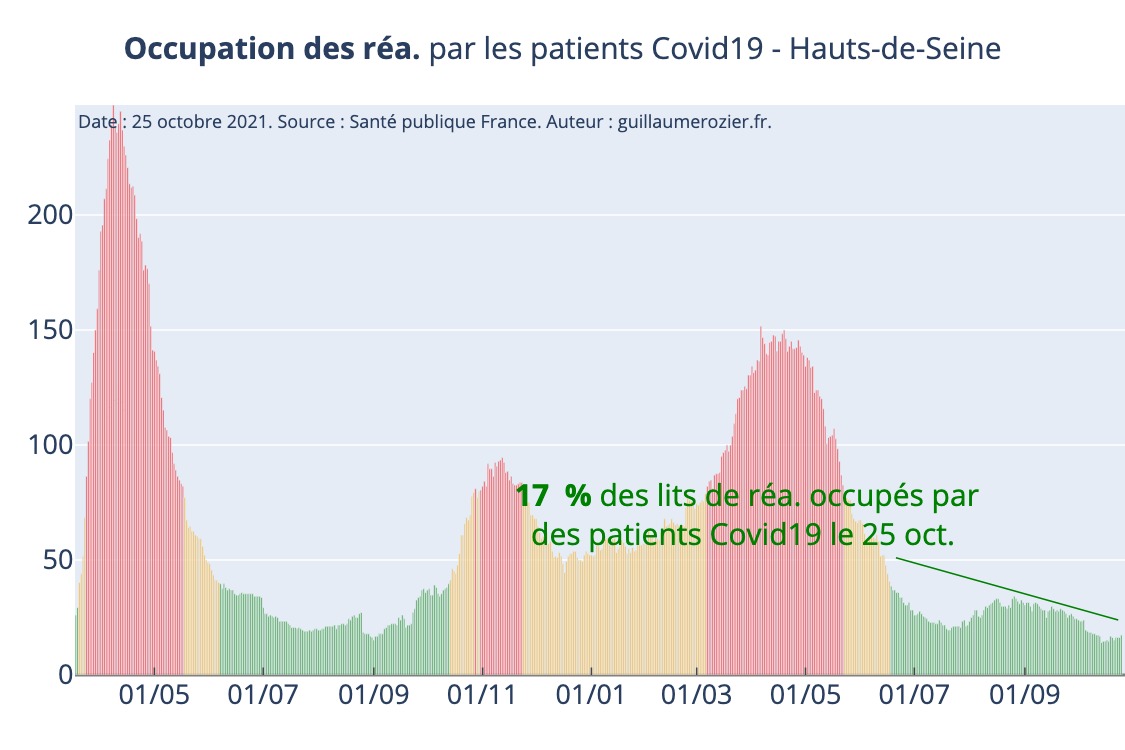 Occupation des réa. par les patients Covid19 - Hauts-de-Seine
Date : 25 octobre 2021. Source : Santé publique France. Auteur : guillaumerozier.fr.
200
150
100
17 % des lits de réa. occupés par
des patients Covid19 le 25 oct.
50
0
01/05 01/07 01/09 01/11 01/01 01/03 01/05 01/07 01/09